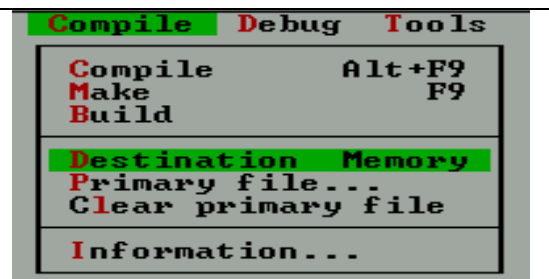 Compile Debug Tools
Compile Alt+F9
Make F9
Build
Destination Memory
Primary file...
Clear primary file
Information...